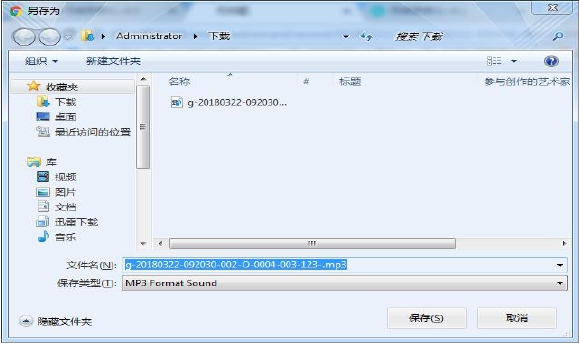 另存为
Administrator 下载 搜索 下载
组织 新建文件夹
收藏夹
下载
桌面
最近访问的位置
库
视频
图片
文档
迅雷下载
音乐
名称 # 标题 参与创作的艺术家
g-20180322-092030...
文件名(N): g-20180322-092030-002-O-0004-003-123-.mp3
保存类型(T): MP3 Format Sound
隐藏文件夹 保存(S) 取消